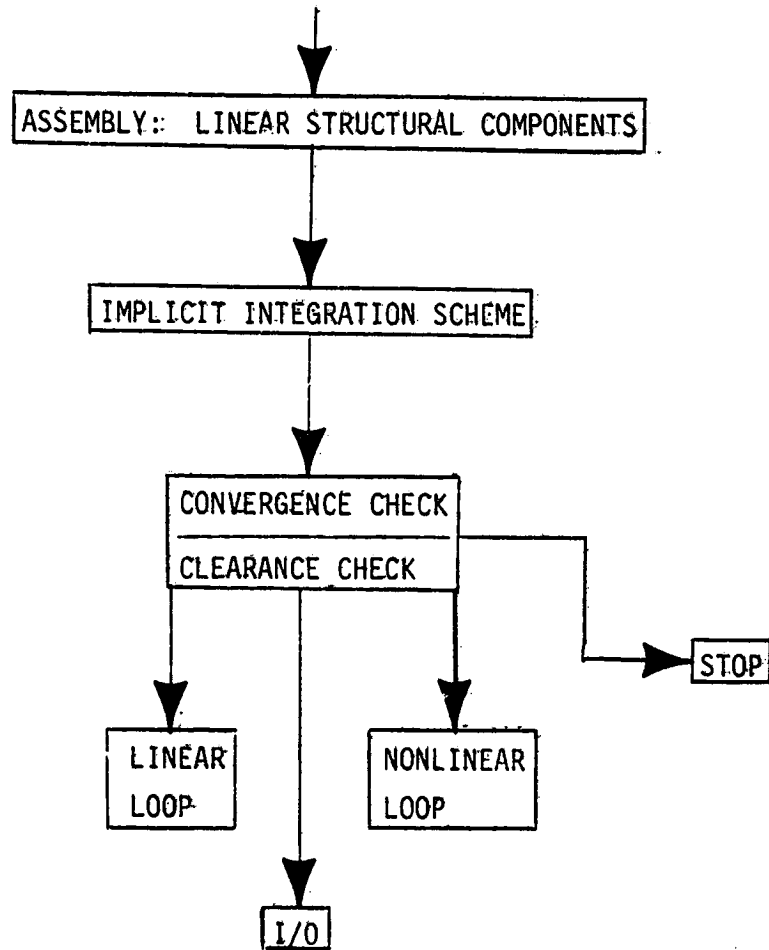 ASSEMBLY: LINEAR STRUCTURAL COMPONENTS
IMPLICIT INTEGRATION SCHEME
CONVERGENCE CHECK
CLEARANCE CHECK
STOP
LINEAR
LOOP
NONLINEAR
LOOP
I/O